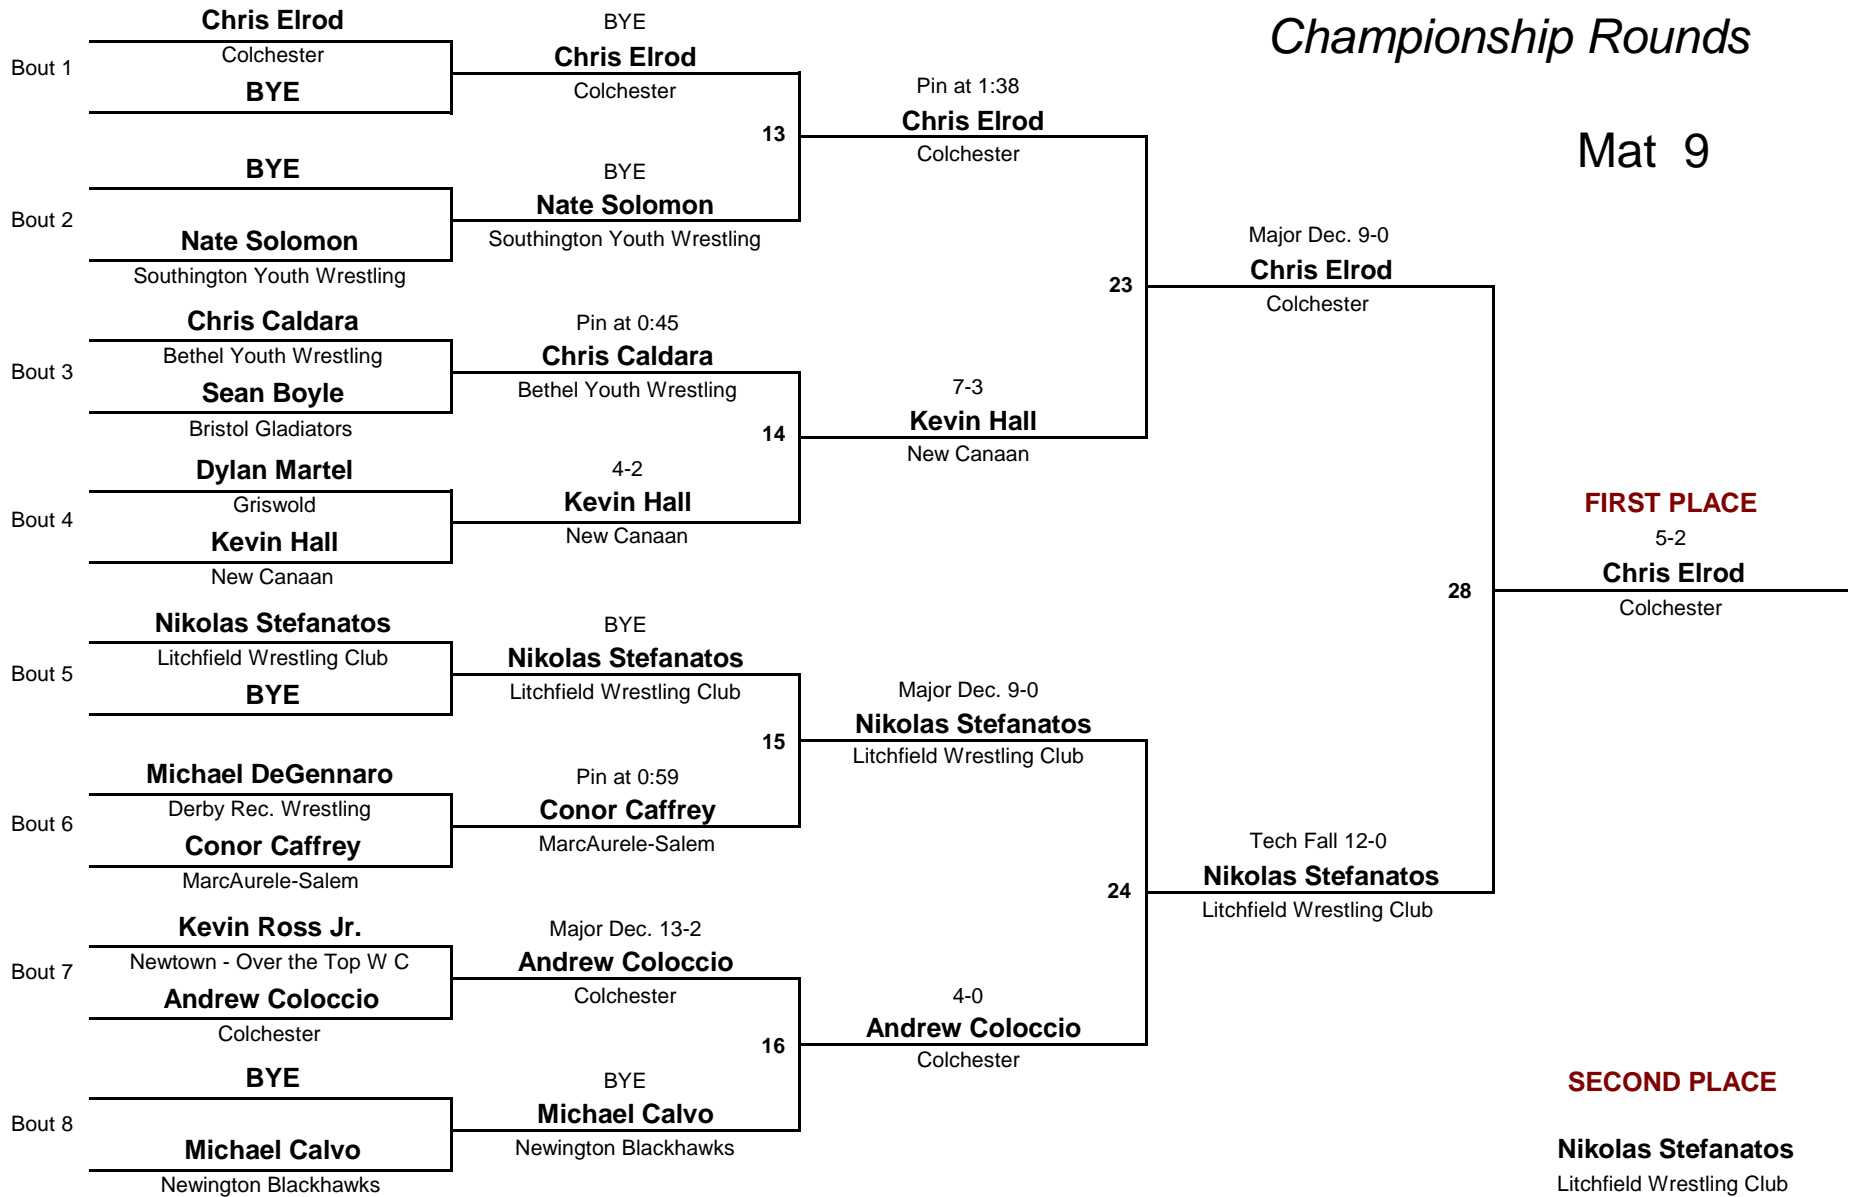 Championship Rounds
Mat 9
Bout 1
Chris Elrod
Colchester
BYE
Bout 2
BYE
Nate Solomon
Southington Youth Wrestling
Bout 3
Chris Caldara
Bethel Youth Wrestling
Sean Boyle
Bristol Gladiators
Bout 4
Dylan Martel
Griswold
Kevin Hall
New Canaan
Bout 5
Nikolas Stefanatos
Litchfield Wrestling Club
BYE
Bout 6
Michael DeGennaro
Derby Rec. Wrestling
Conor Caffrey
MarcAurele-Salem
Bout 7
Kevin Ross Jr.
Newtown - Over the Top W C
Andrew Coloccio
Colchester
Bout 8
BYE
Michael Calvo
Newington Blackhawks
BYE
Chris Elrod
Colchester
13
BYE
Nate Solomon
Southington Youth Wrestling
Pin at 0:45
Chris Caldara
Bethel Youth Wrestling
14
4-2
Kevin Hall
New Canaan
BYE
Nikolas Stefanatos
Litchfield Wrestling Club
15
Pin at 0:59
Conor Caffrey
MarcAurele-Salem
Major Dec. 13-2
Andrew Coloccio
Colchester
16
BYE
Michael Calvo
Newington Blackhawks
Pin at 1:38
Chris Elrod
Colchester
23
7-3
Kevin Hall
New Canaan
Major Dec. 9-0
Nikolas Stefanatos
Litchfield Wrestling Club
24
4-0
Andrew Coloccio
Colchester
Major Dec. 9-0
Chris Elrod
Colchester
28
Tech Fall 12-0
Nikolas Stefanatos
Litchfield Wrestling Club
FIRST PLACE
5-2
Chris Elrod
Colchester
SECOND PLACE
Nikolas Stefanatos
Litchfield Wrestling Club